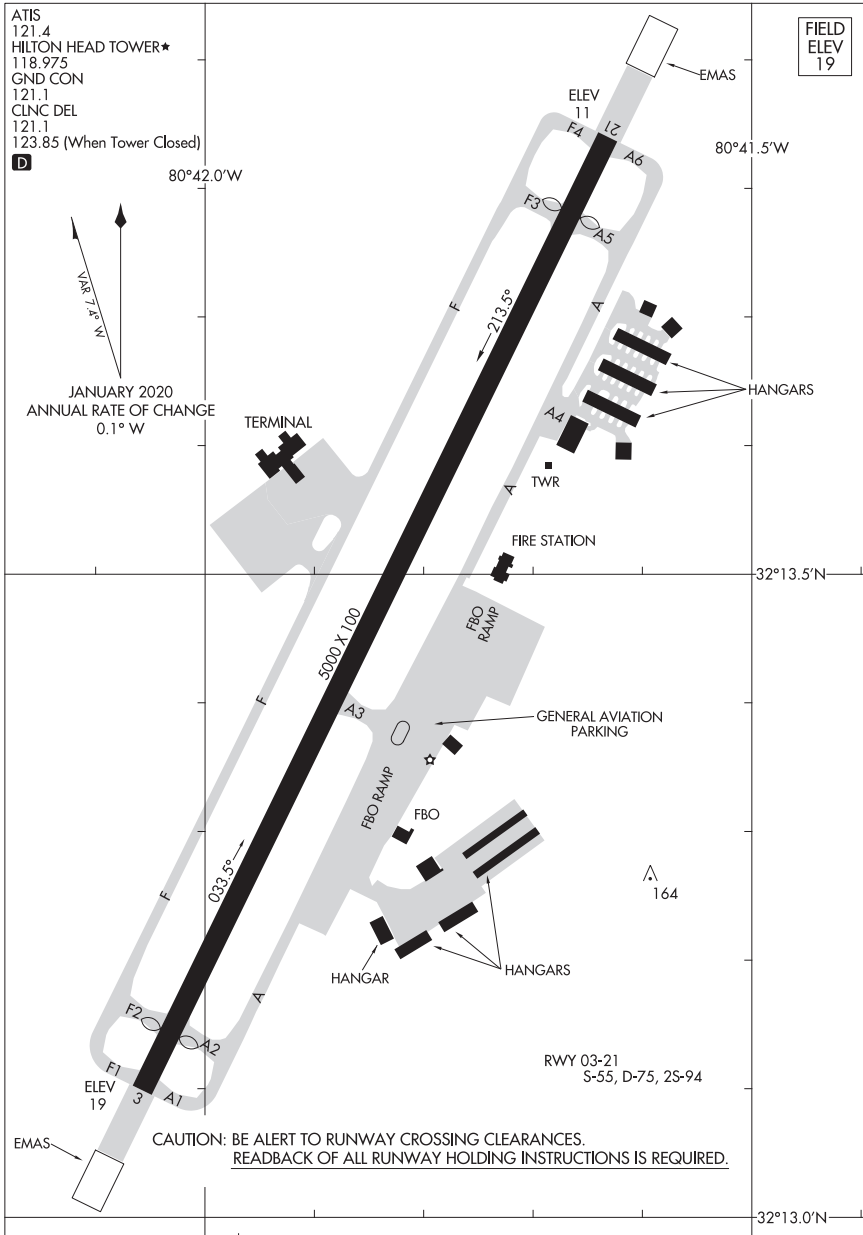 ATIS
121.4
HILTON HEAD TOWER★
118.975
GND CON
121.1
CLNC DEL
121.1
123.85 (When Tower Closed)
D
FIELD
ELEV
19
EMAS
ELEV
11
21
F4
A6
80°42.0'W
80°41.5'W
F3
A5
VAR 7.4° W
F
213.5°
A
JANUARY 2020
ANNUAL RATE OF CHANGE
0.1° W
HANGARS
TERMINAL
A4
TWR
A
FIRE STATION
32°13.5'N
5000 X 100
FBO
RAMP
F
A3
GENERAL AVIATION
PARKING
FBO RAMP
FBO
033.5°
F
164
HANGAR
HANGARS
A
F2
A2
RWY 03-21
S-55, D-75, 2S-94
F1
ELEV
19
3
A1
EMAS
CAUTION: BE ALERT TO RUNWAY CROSSING CLEARANCES.
READBACK OF ALL RUNWAY HOLDING INSTRUCTIONS IS REQUIRED.
32°13.0'N